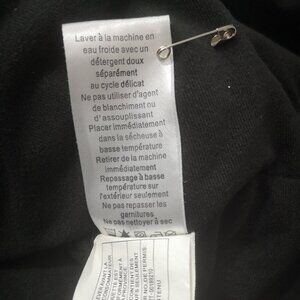 Laver à la machine en
eau froide avec un
détergent doux
séparément
au cycle délicat
Ne pas utiliser d'agent
de blanchiment ou
d'assouplissant
Placer immédiatement
dans la sécheuse à
basse température
Retirer de la machine
immédiatement
Repassage à basse
température sur
l'extérieur seulement
Ne pas repasser les
garnitures
Ne pas nettoyer à sec